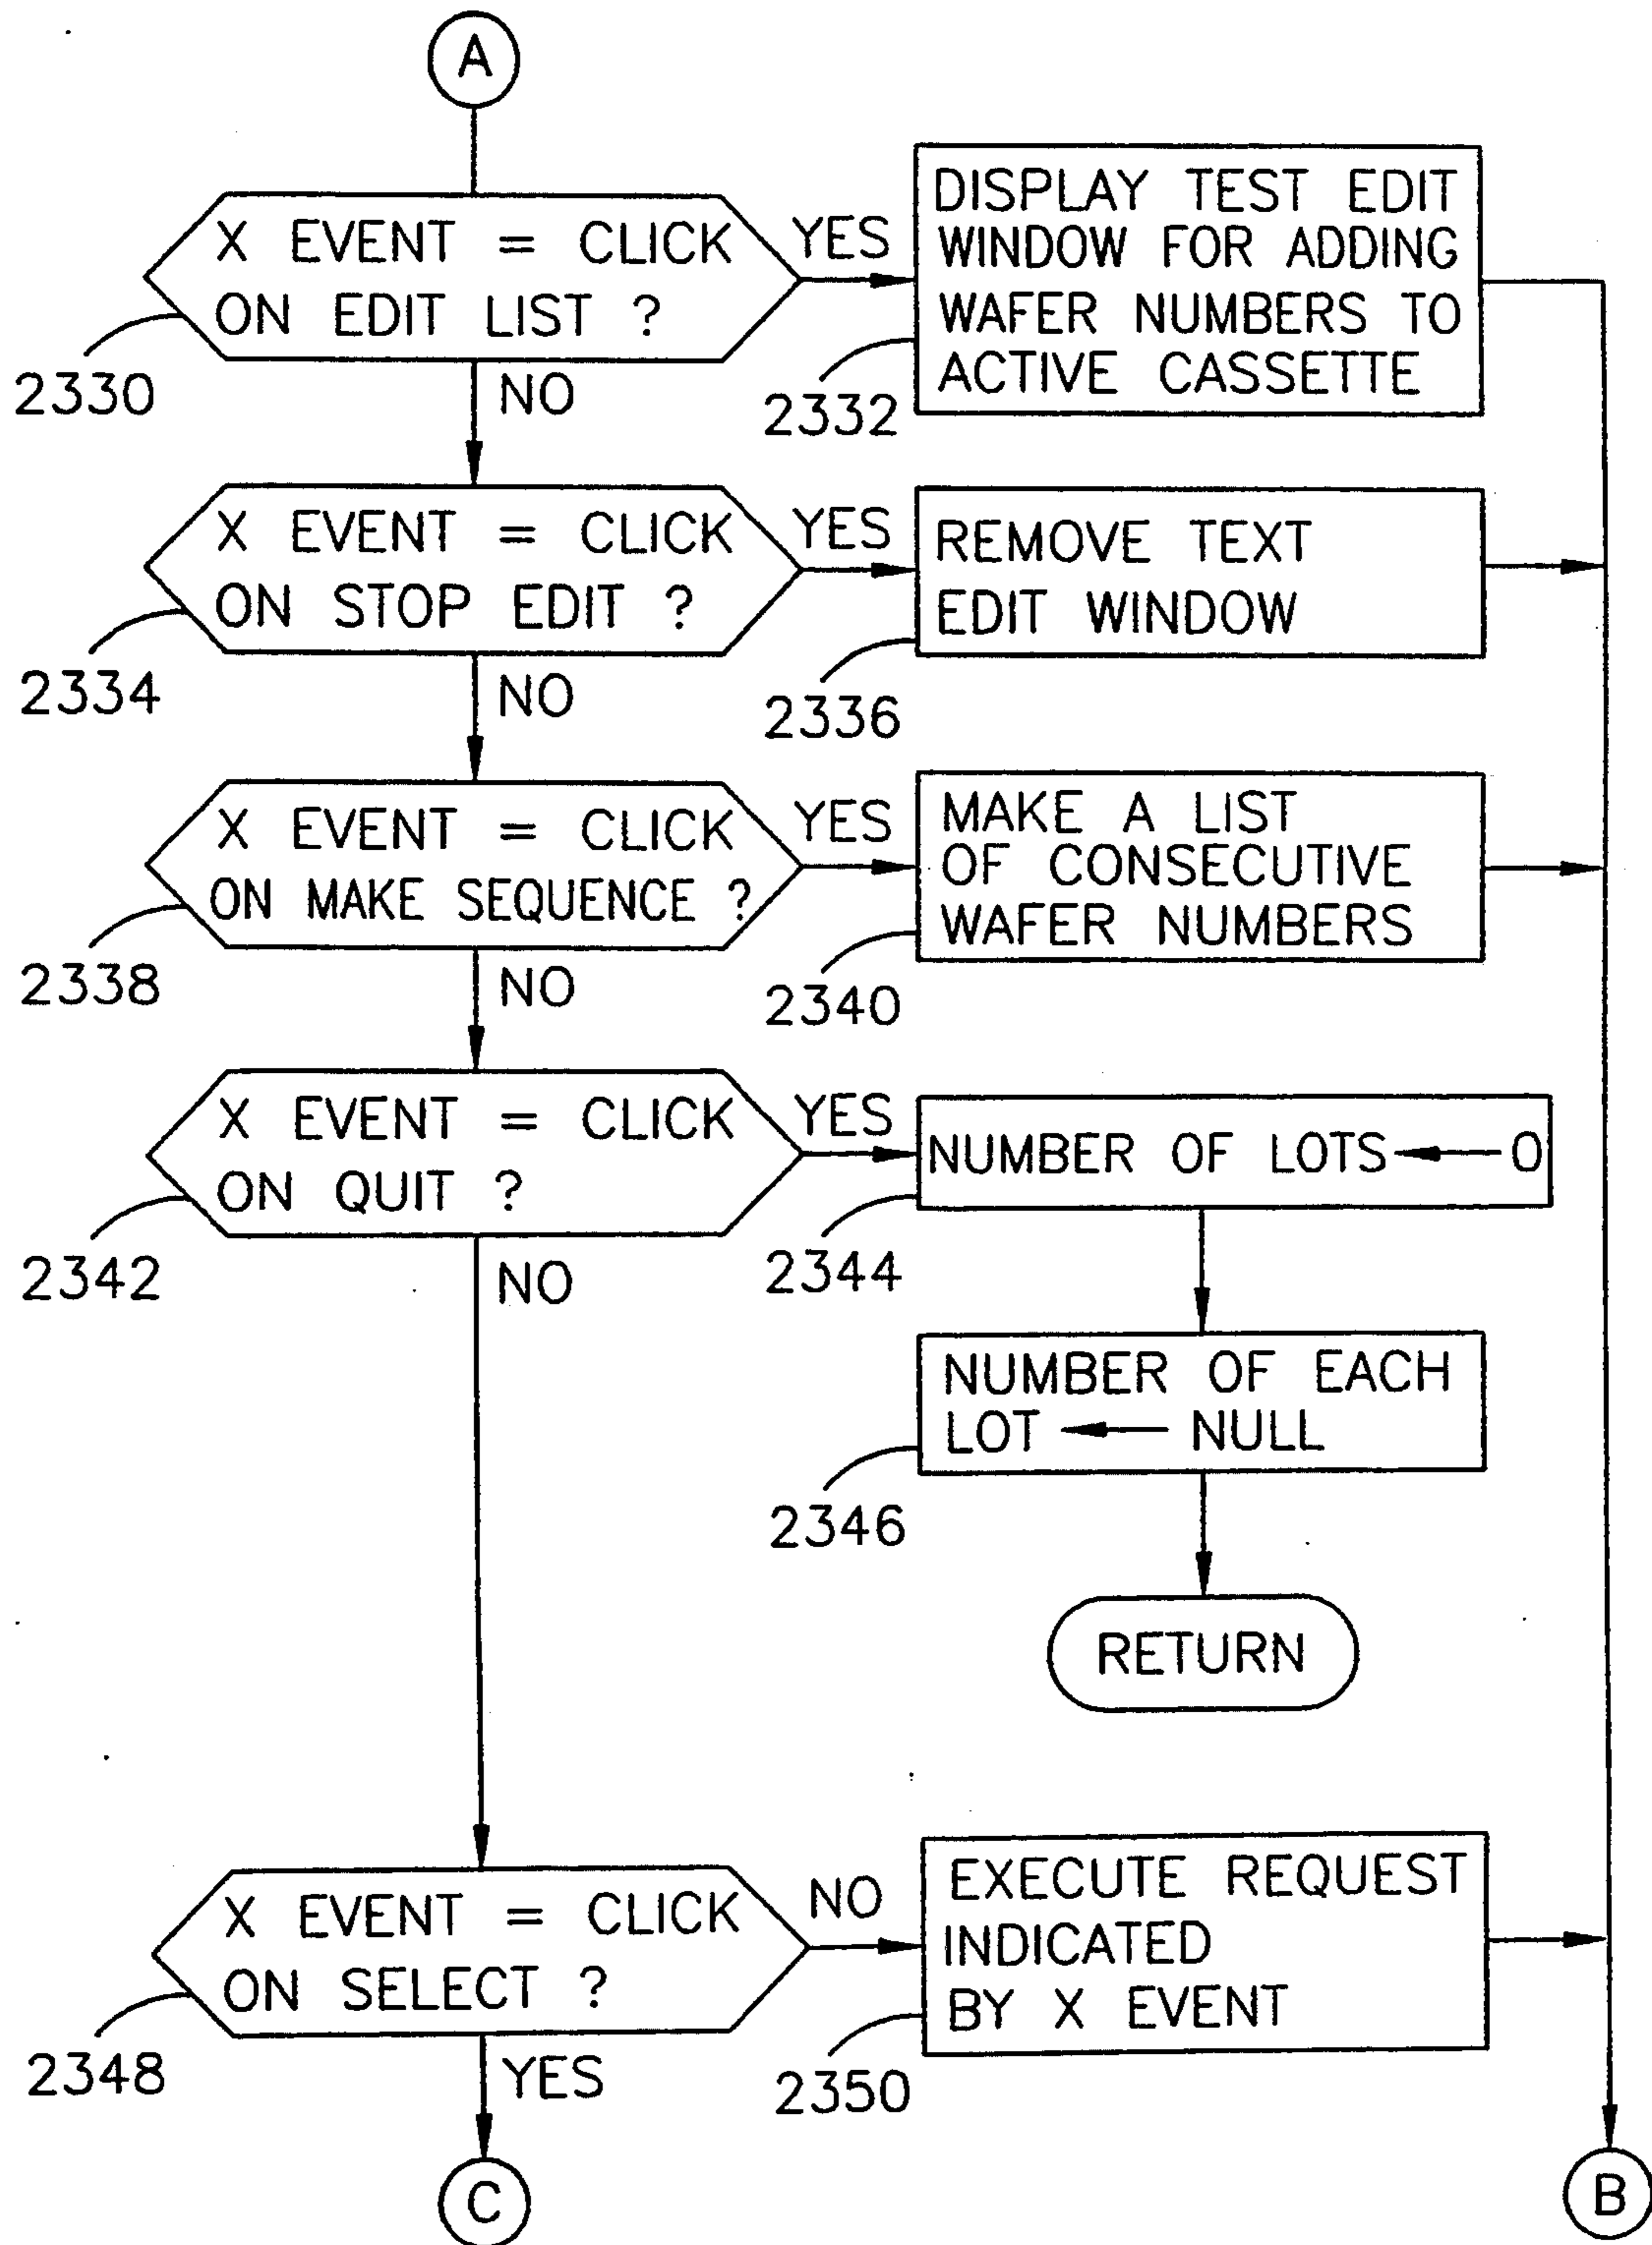 A
X EVENT = CLICK
ON EDIT LIST ?
2330
YES
NO
DISPLAY TEST EDIT
WINDOW FOR ADDING
WAFER NUMBERS TO
ACTIVE CASSETTE
2332
X EVENT = CLICK
ON STOP EDIT ?
2334
YES
NO
REMOVE TEXT
EDIT WINDOW
2336
X EVENT = CLICK
ON MAKE SEQUENCE ?
2338
YES
NO
MAKE A LIST
OF CONSECUTIVE
WAFER NUMBERS
2340
X EVENT = CLICK
ON QUIT ?
2342
YES
NO
NUMBER OF LOTS ← 0
2344
NUMBER OF EACH
LOT ← NULL
2346
RETURN
X EVENT = CLICK
ON SELECT ?
2348
NO
YES
EXECUTE REQUEST
INDICATED
BY X EVENT
2350
C
B